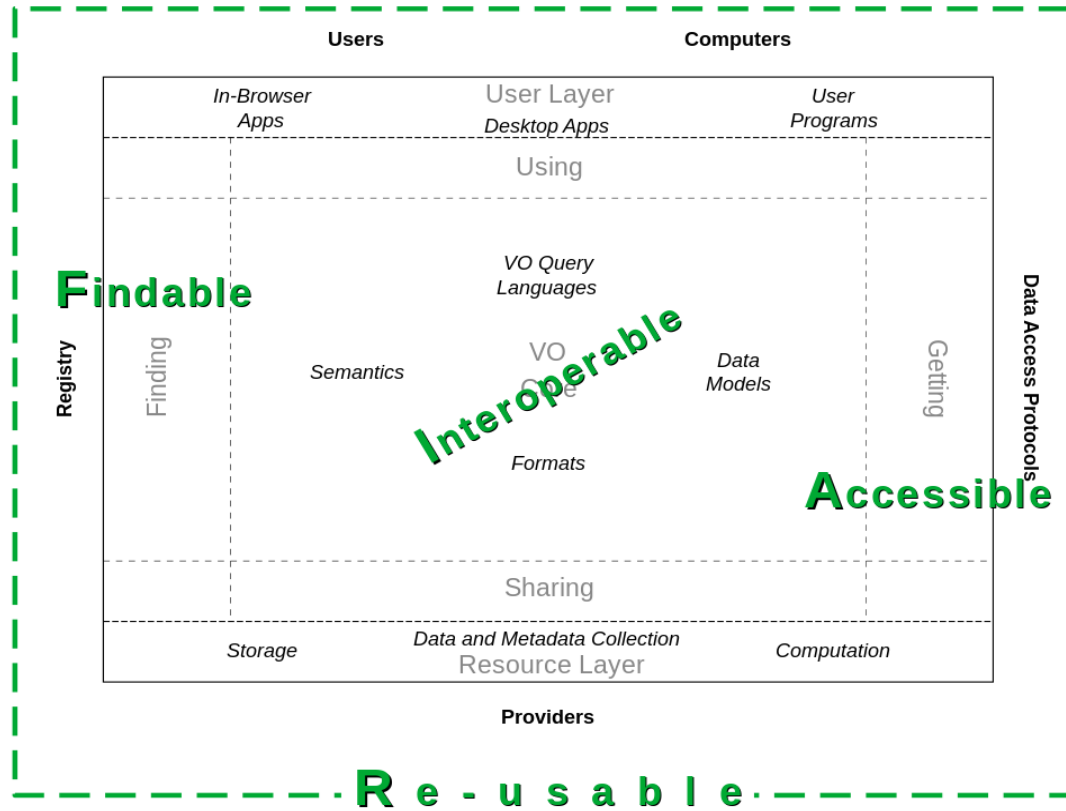 Users
Computers
In-Browser
Apps
User Layer
Desktop Apps
User
Programs
Using
VO Query
Languages
Findable
Registry
Finding
Semantics
VO
Core
Interoperable
Data
Models
Getting
Data Access Protocols
Formats
Accessible
Sharing
Storage
Data and Metadata Collection
Resource Layer
Computation
Providers
Re-usable